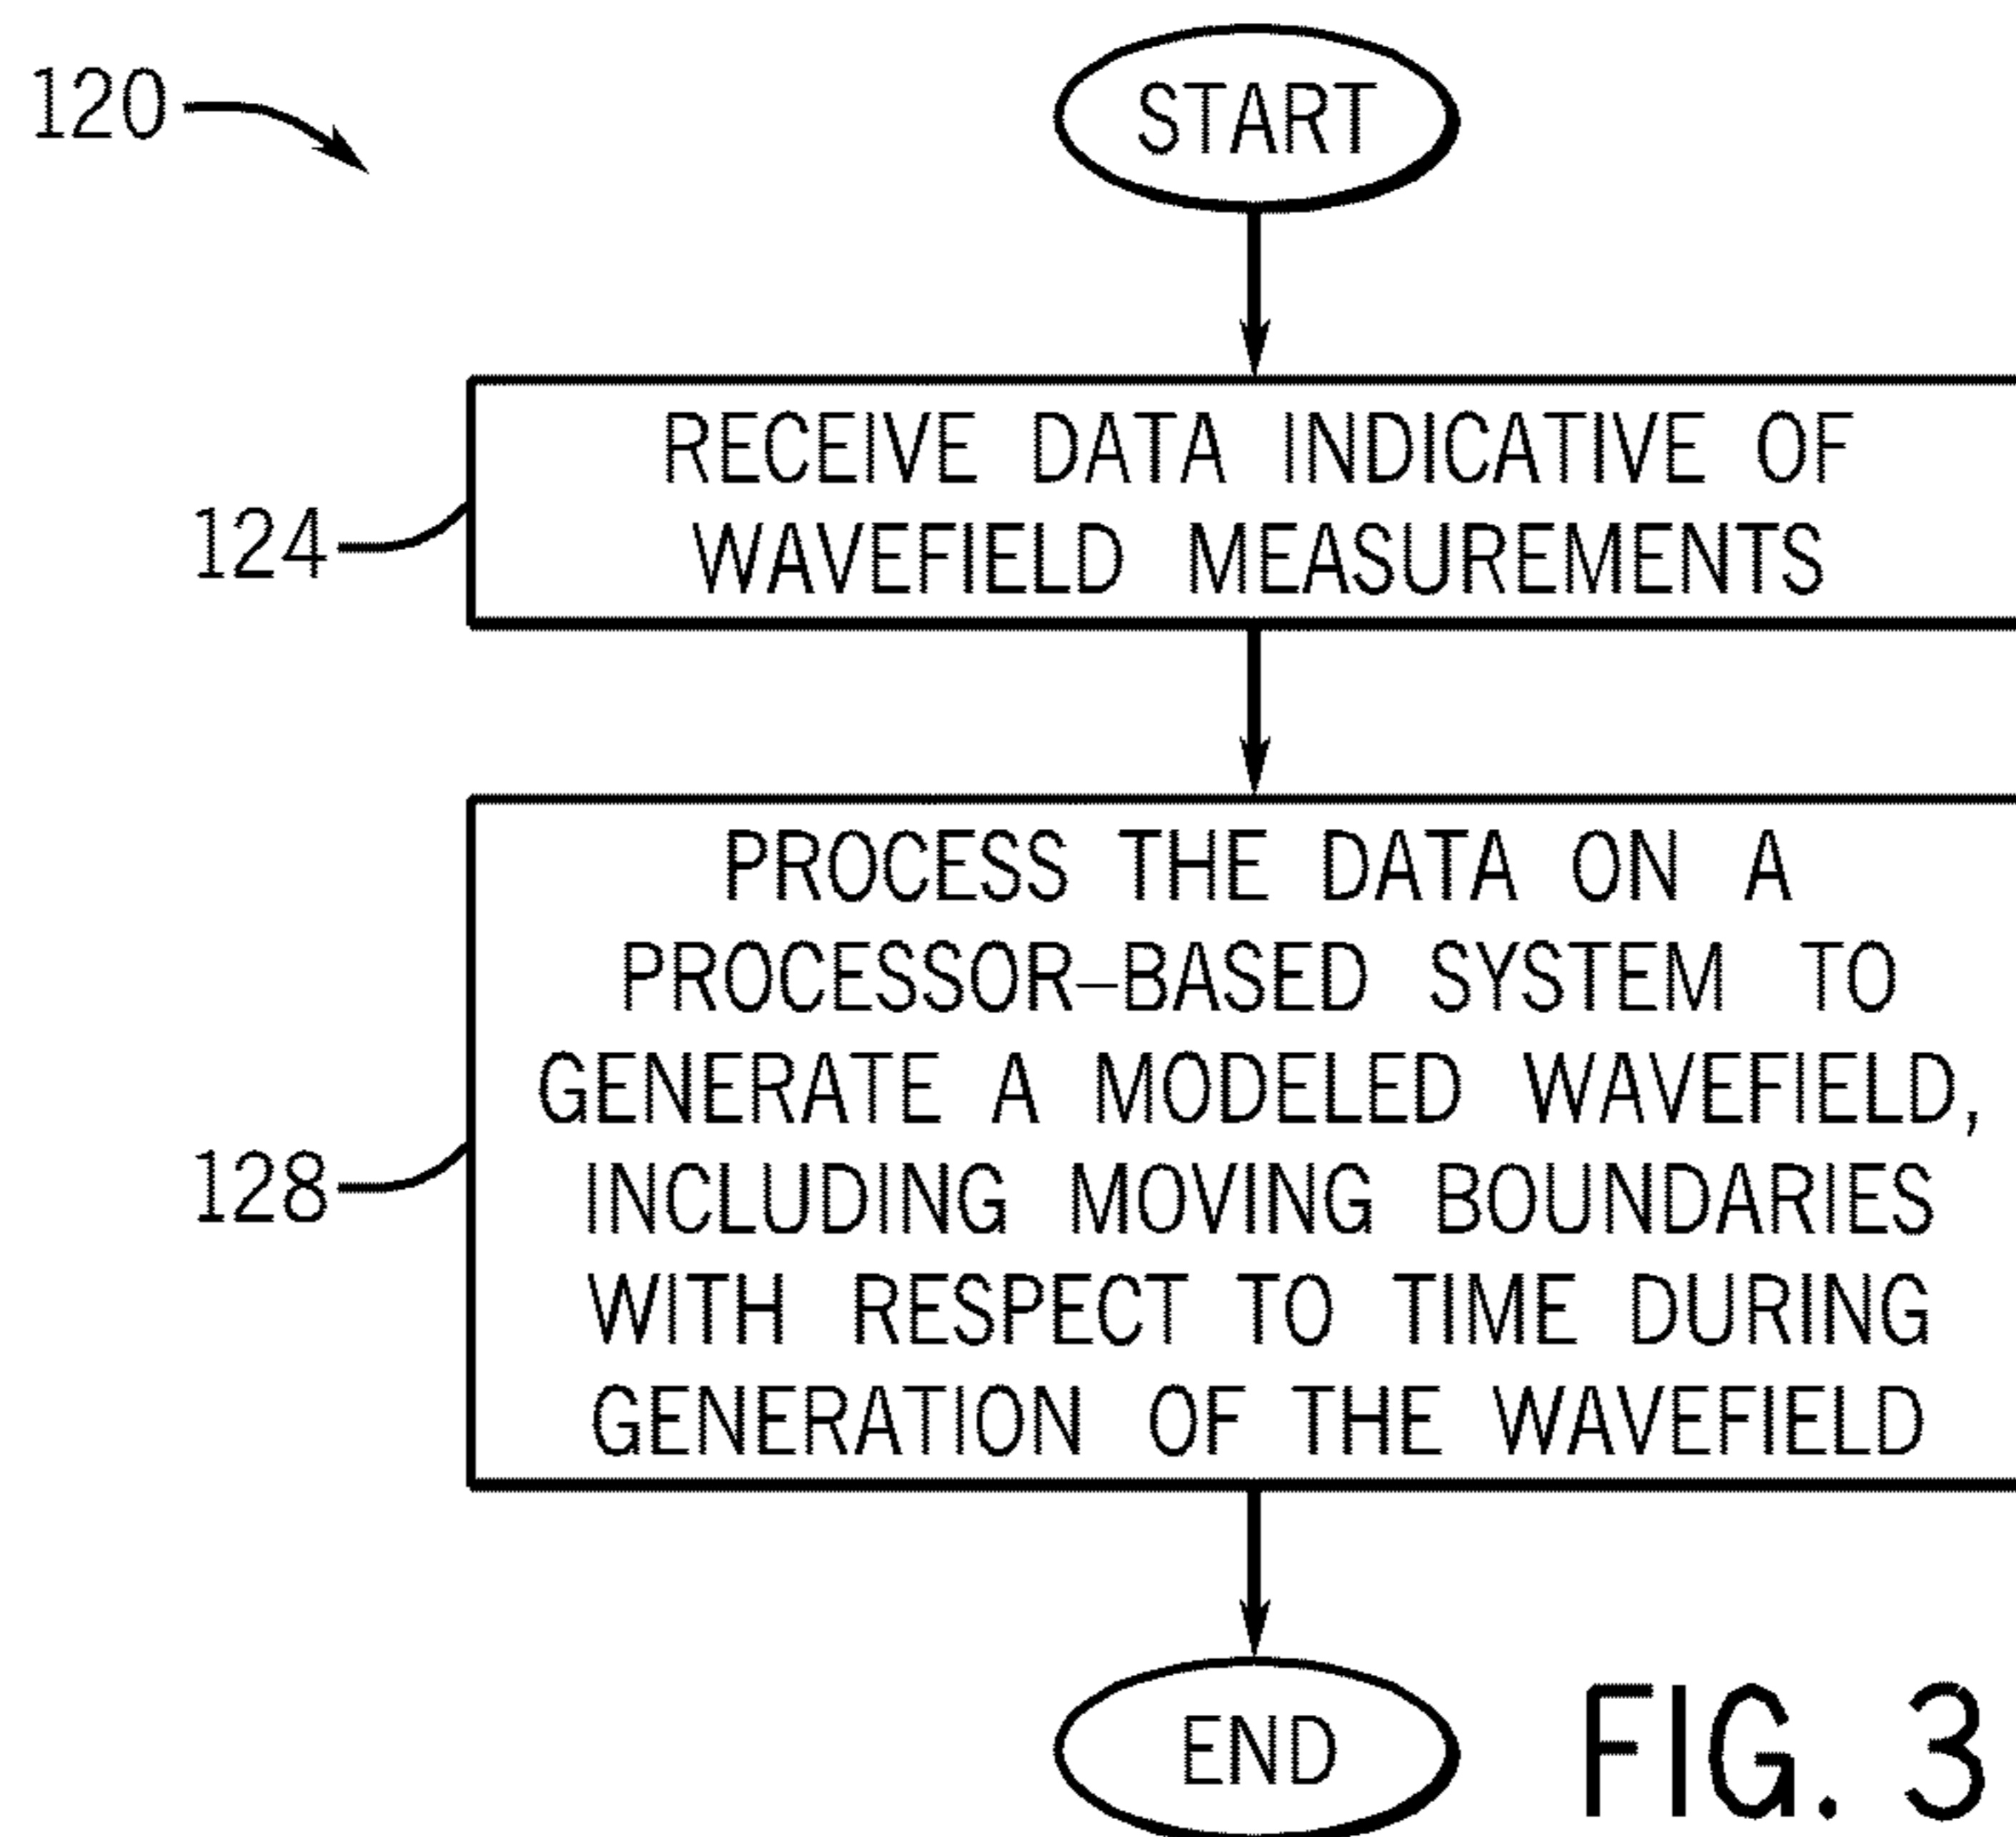 120
START
RECEIVE DATA INDICATIVE OF
WAVEFIELD MEASUREMENTS
124
PROCESS THE DATA ON A
PROCESSOR–BASED SYSTEM TO
GENERATE A MODELED WAVEFIELD,
INCLUDING MOVING BOUNDARIES
WITH RESPECT TO TIME DURING
GENERATION OF THE WAVEFIELD
128
END
FIG. 3